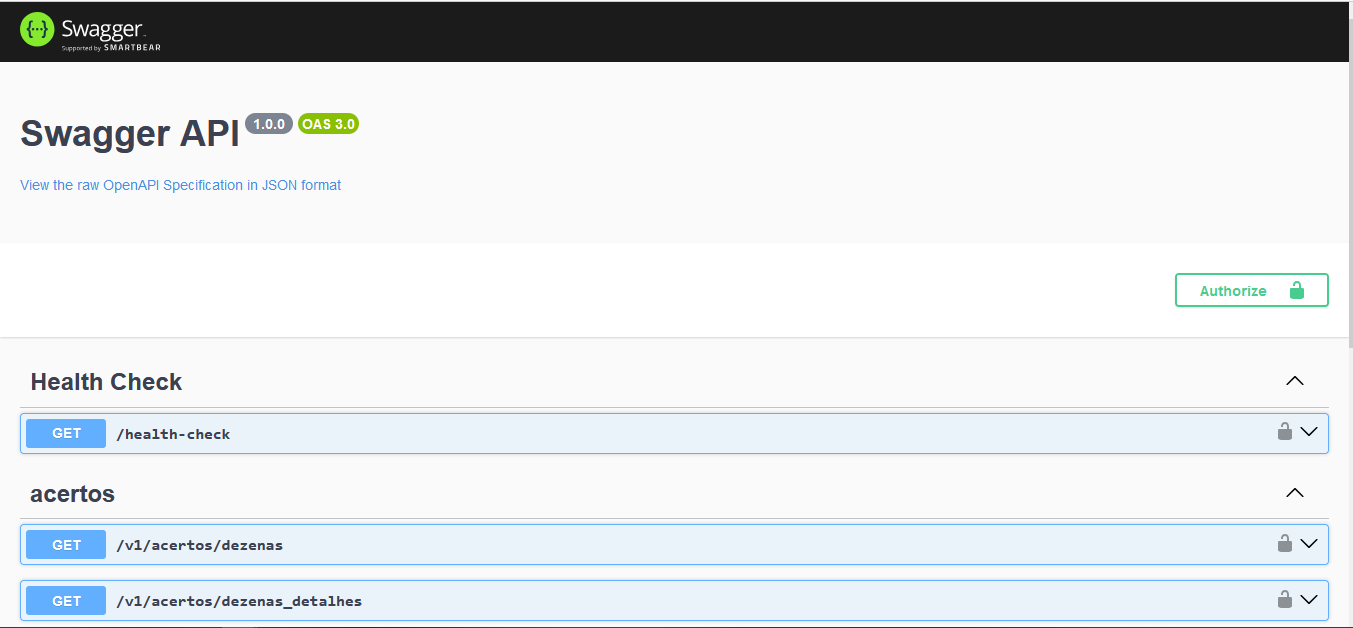 {···} Swagger
Supported by SMARTBEAR
Swagger API 1.0.0 OAS 3.0
View the raw OpenAPI Specification in JSON format
Authorize
Health Check
GET /health-check
acertos
GET /v1/acertos/dezenas
GET /v1/acertos/dezenas_detalhes